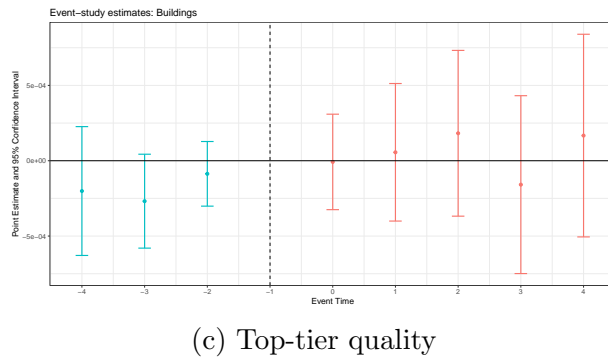 Event−study estimates: Buildings
Point Estimate and 95% Confidence Interval
5e−04
0e+00
−5e−04
−4 −3 −2 −1 0 1 2 3 4
Event Time
(c) Top-tier quality